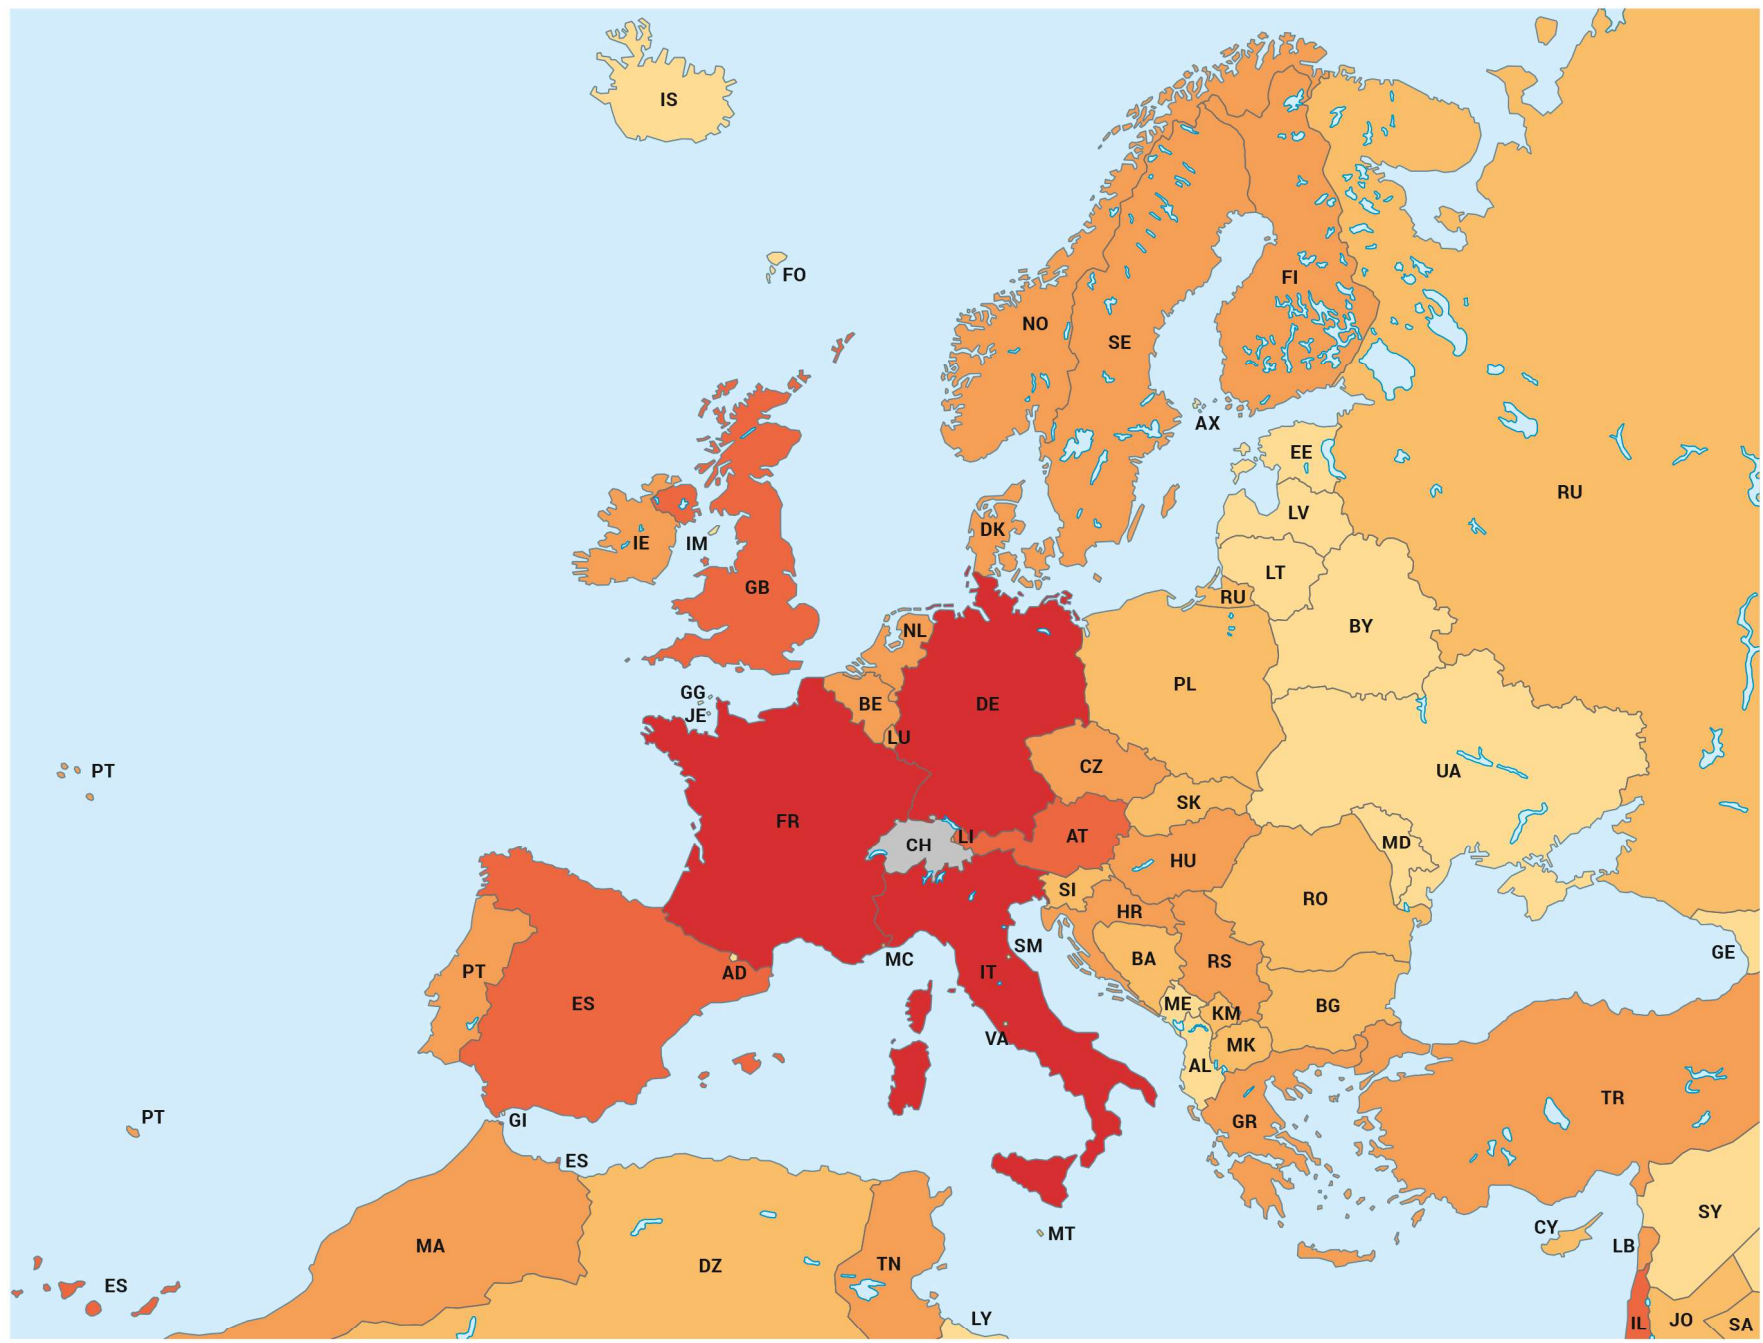 IS
FO
FI
NO
SE
AX
EE
RU
LV
DK
IE
IM
LT
GB
RU
BY
NL
PL
GG
BE
DE
JE
LU
PT
CZ
UA
SK
FR
LI
AT
MD
CH
HU
SI
RO
HR
SM
GE
MC
BA
RS
PT
AD
IT
ES
ME
BG
KM
VA
MK
AL
TR
PT
GI
GR
ES
SY
CY
MT
MA
LB
DZ
TN
ES
LY
IL
JO
SA